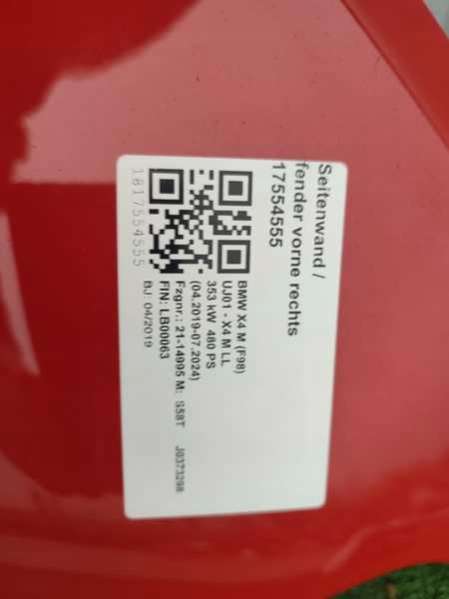 Seitenwand /
fender vorne rechts
17554555
BMW X4 M (F98)
UJ01 - X4 M LL
353 kW 480 PS
(04.2019-07.2024)
Fzgnr.: 21-14995 M: S58T J0373298
FIN: LB00063
BJ: 04/2019
1817554555